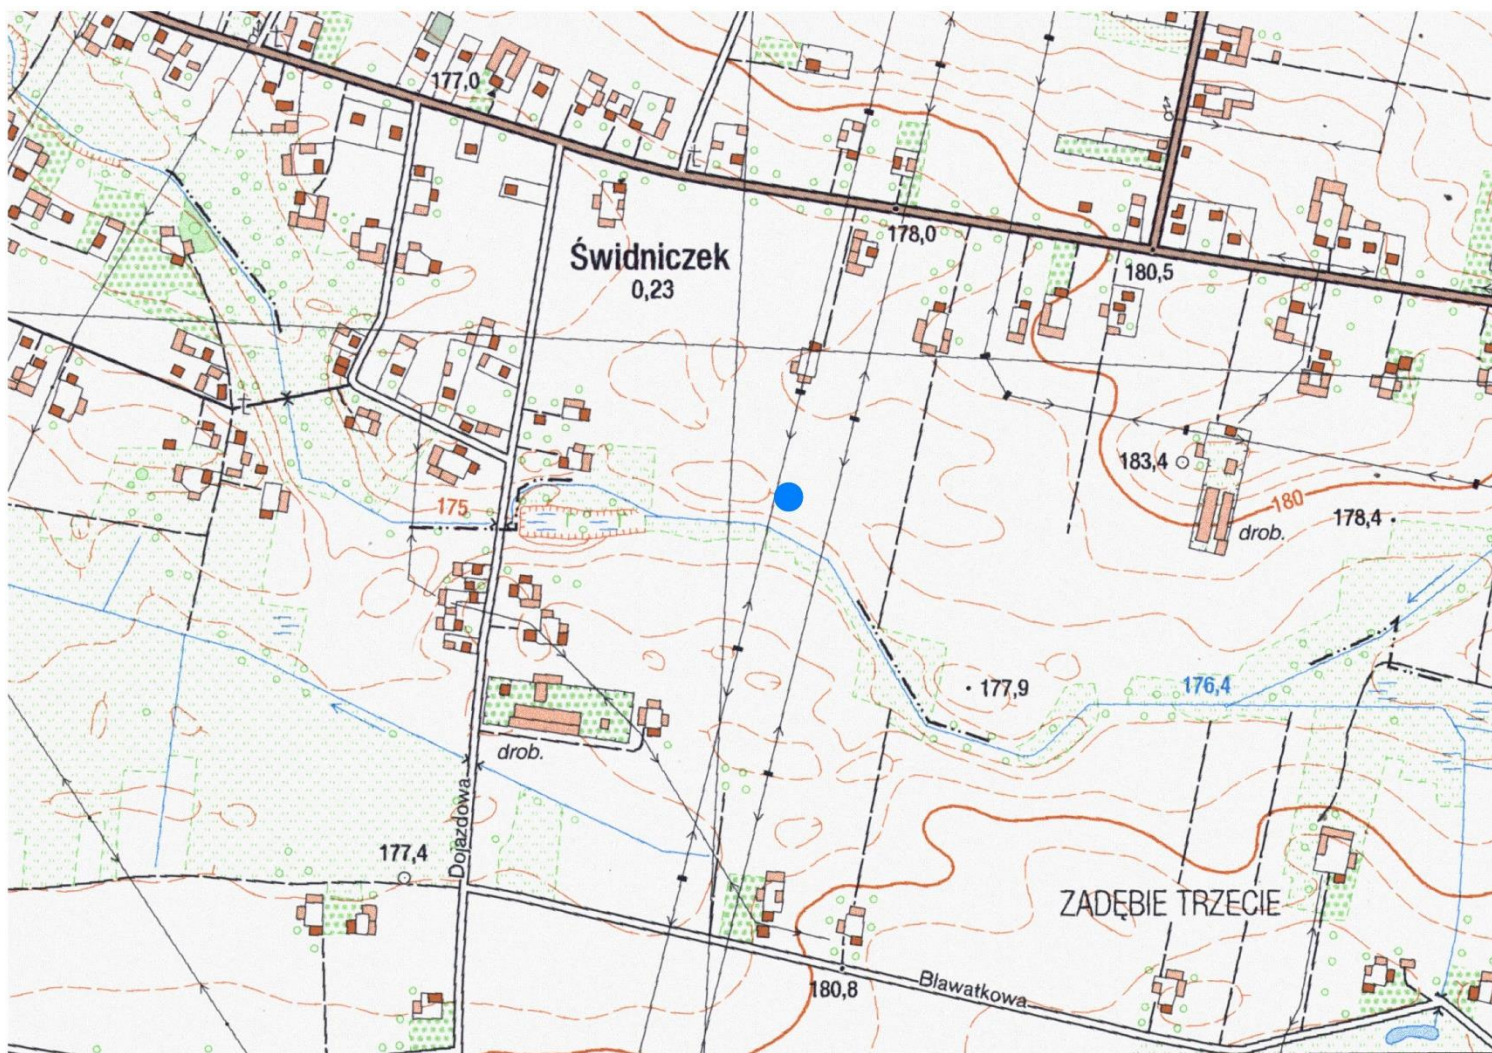 177,0
178,0
Świdniczek
0,23
180,5
183,4
175
180
178,4
drob.
177,9
176,4
drob.
Dojazdowa
177,4
ZADĘBIE TRZECIE
180,8
Bławatkowa